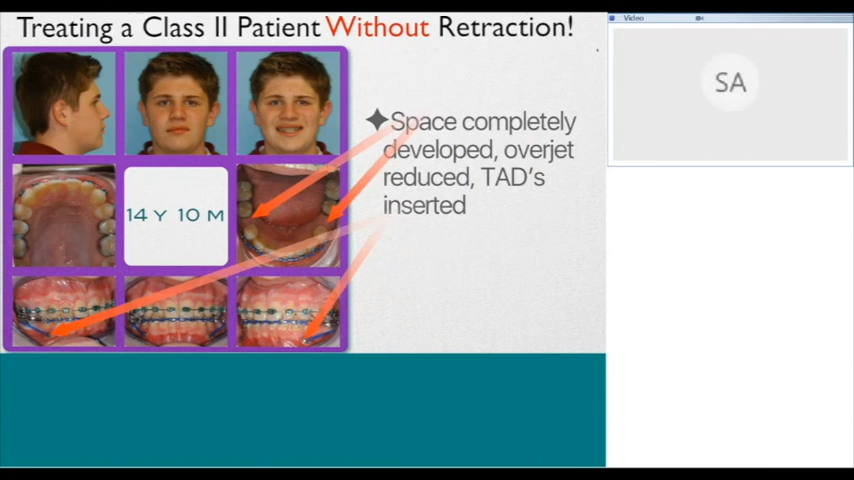 Treating a Class II Patient Without Retraction!
Video
SA
✦Space completely
developed, overjet
reduced, TAD's
inserted
14 Y 10 M